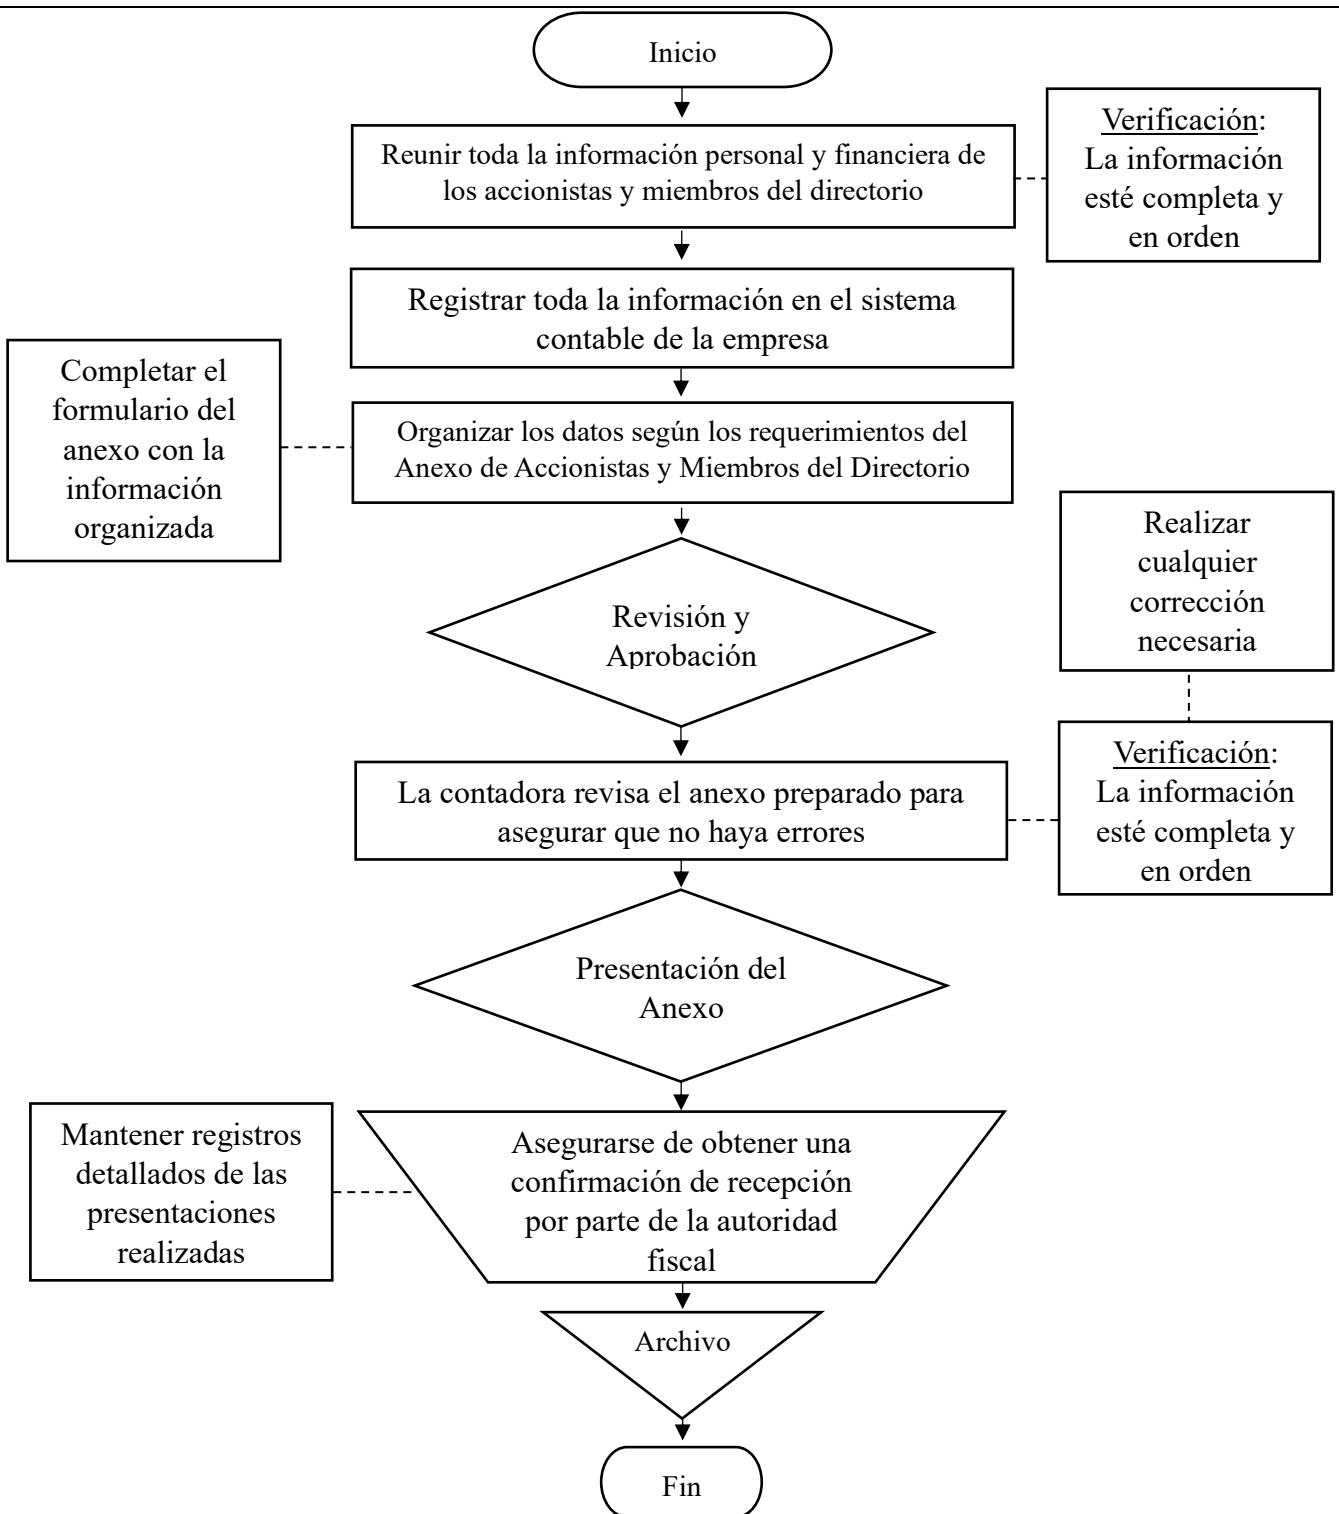 Inicio
Reunir toda la información personal y financiera de
los accionistas y miembros del directorio
Verificación:
La información
esté completa y
en orden
Registrar toda la información en el sistema
contable de la empresa
Completar el
formulario del
anexo con la
información
organizada
Organizar los datos según los requerimientos del
Anexo de Accionistas y Miembros del Directorio
Revisión y
Aprobación
Realizar
cualquier
corrección
necesaria
La contadora revisa el anexo preparado para
asegurar que no haya errores
Verificación:
La información
esté completa y
en orden
Presentación del
Anexo
Mantener registros
detallados de las
presentaciones
realizadas
Asegurarse de obtener una
confirmación de recepción
por parte de la autoridad
fiscal
Archivo
Fin